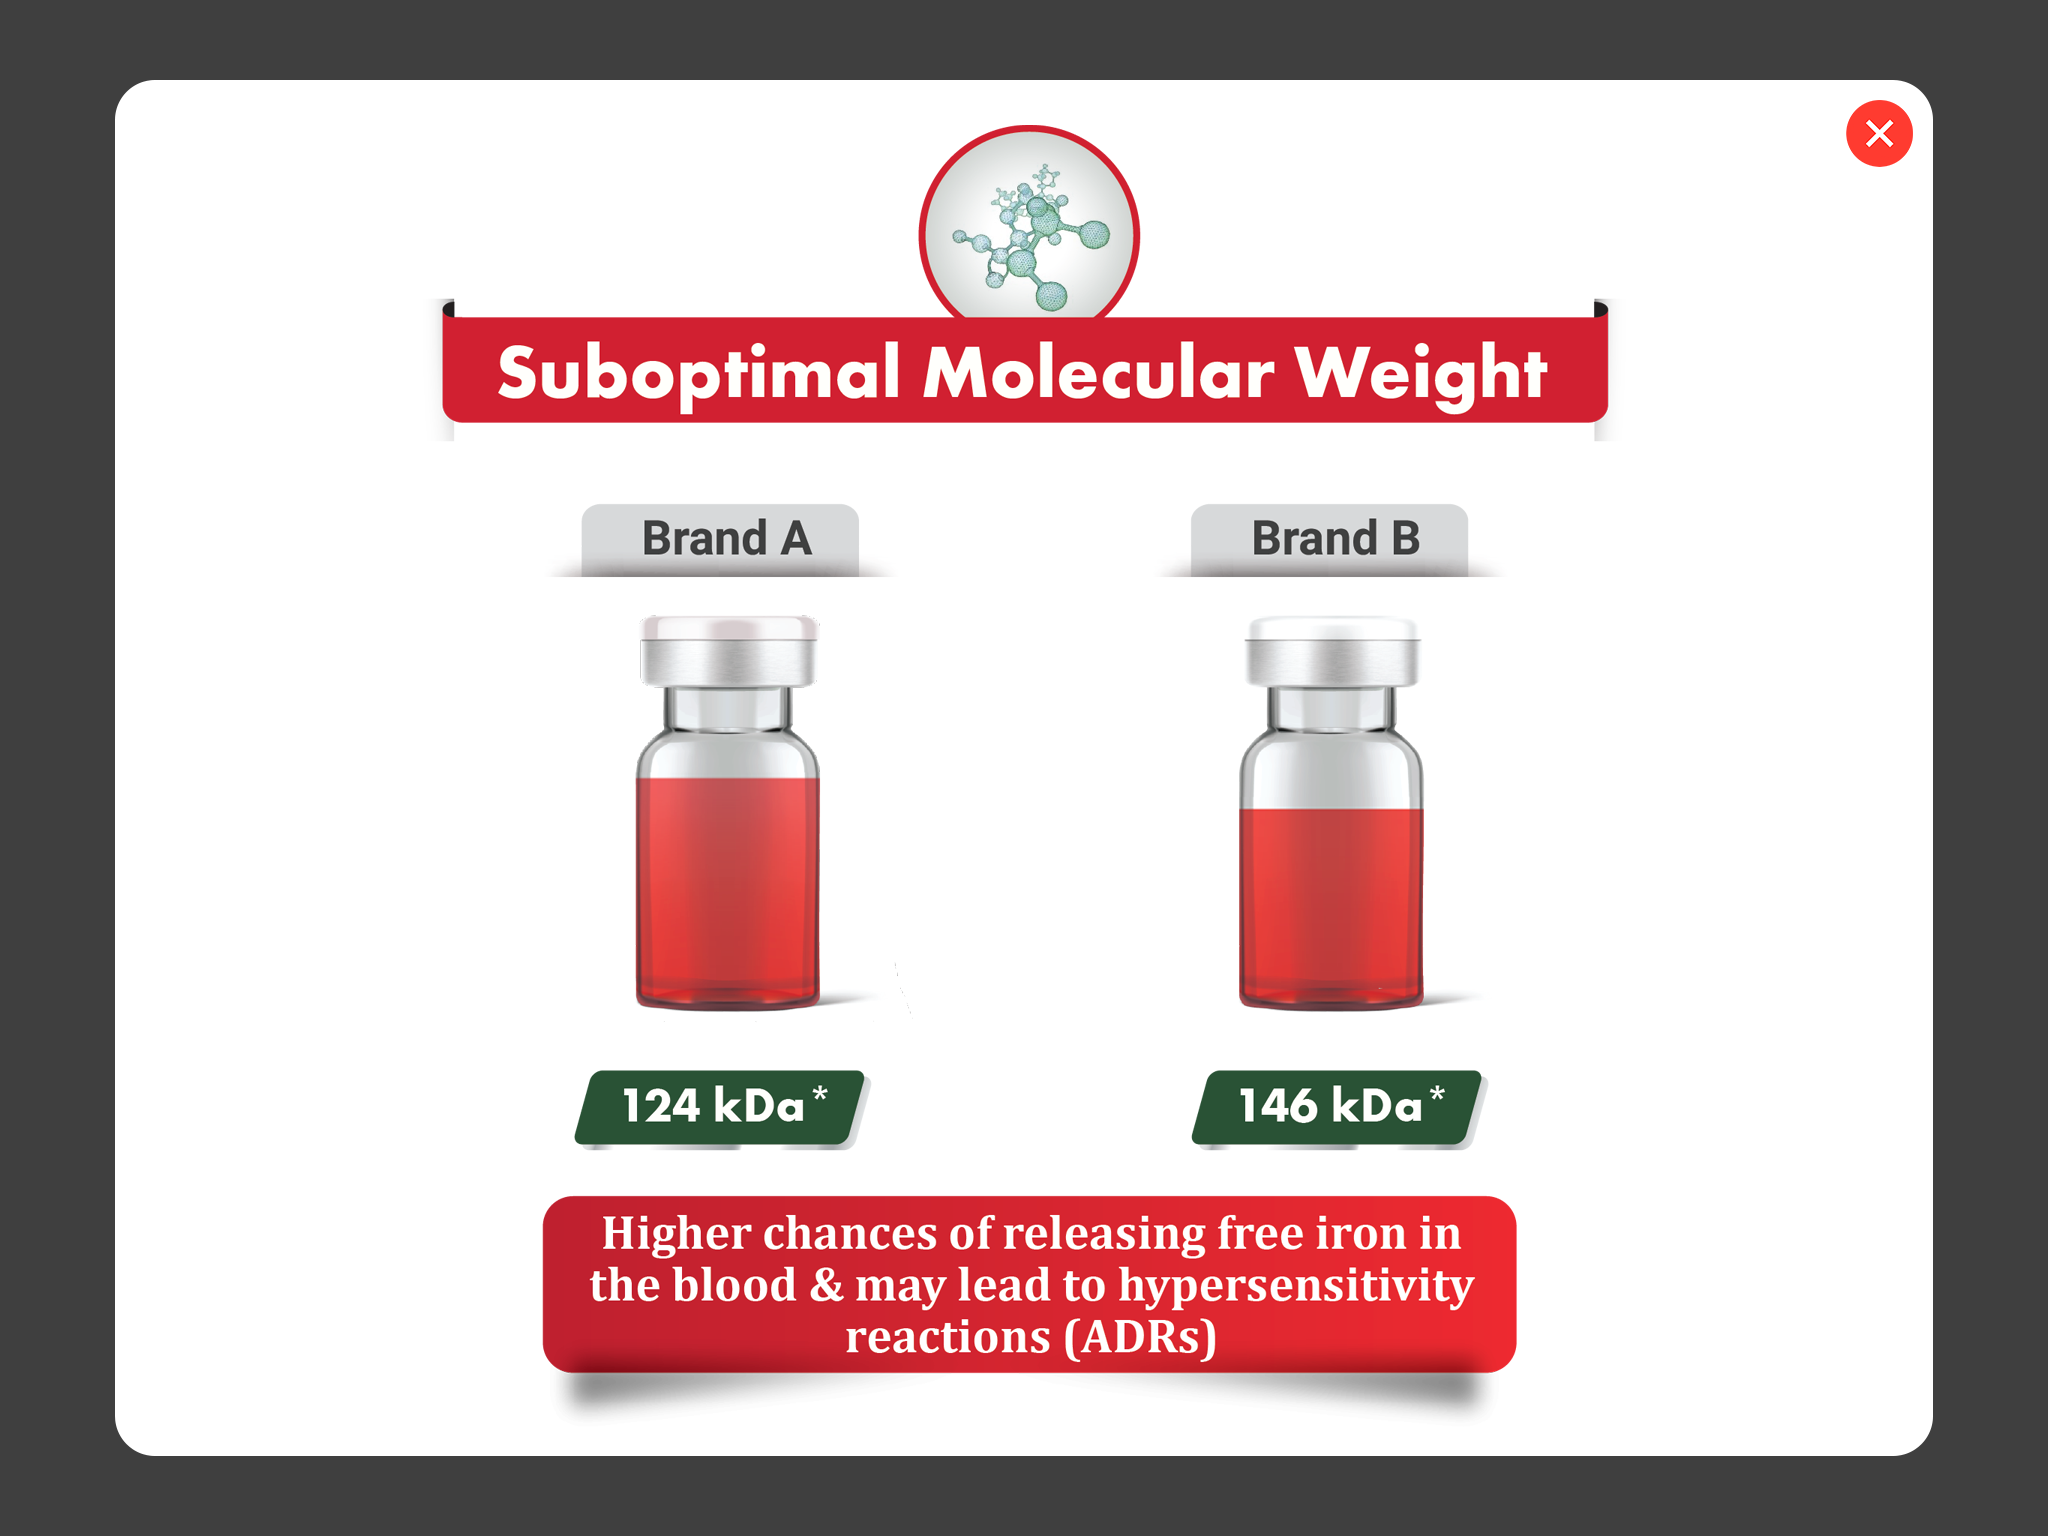 Suboptimal Molecular Weight
Brand A
Brand B
124 kDa*
146 kDa*
Higher chances of releasing free iron in
the blood & may lead to hypersensitivity
reactions (ADRs)